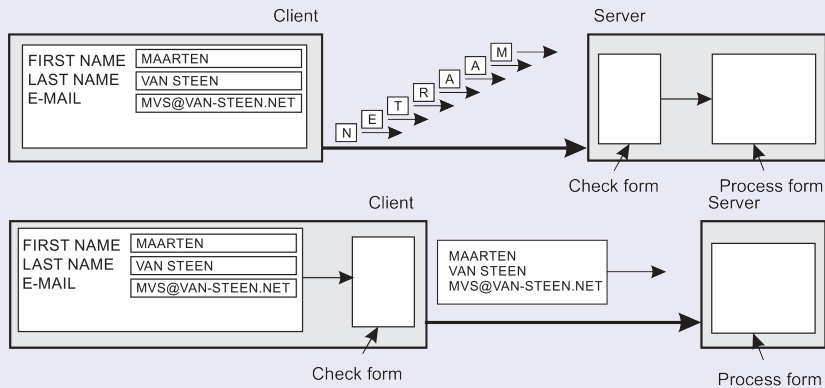 Client
Server
FIRST NAME MAARTEN
LAST NAME VAN STEEN
E-MAIL MVS@VAN-STEEN.NET
N E T R A A M
Check form
Process form
Client
Server
FIRST NAME MAARTEN
LAST NAME VAN STEEN
E-MAIL MVS@VAN-STEEN.NET
MAARTEN
VAN STEEN
MVS@VAN-STEEN.NET
Check form
Process form